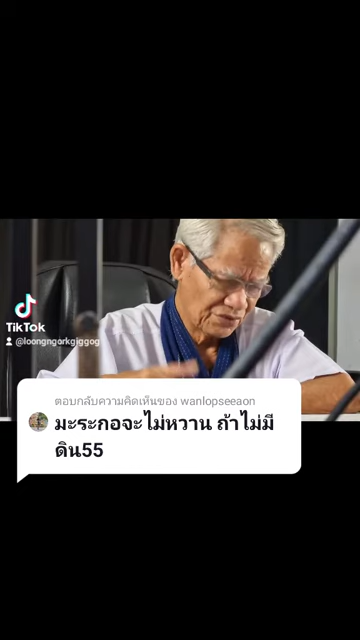 TikTok
@loongngorkgiggog
ตอบกลับความคิดเห็นของ wanlopseeaon
มะระกอจะไม่หวาน ถ้าไม่มี
ดิน55